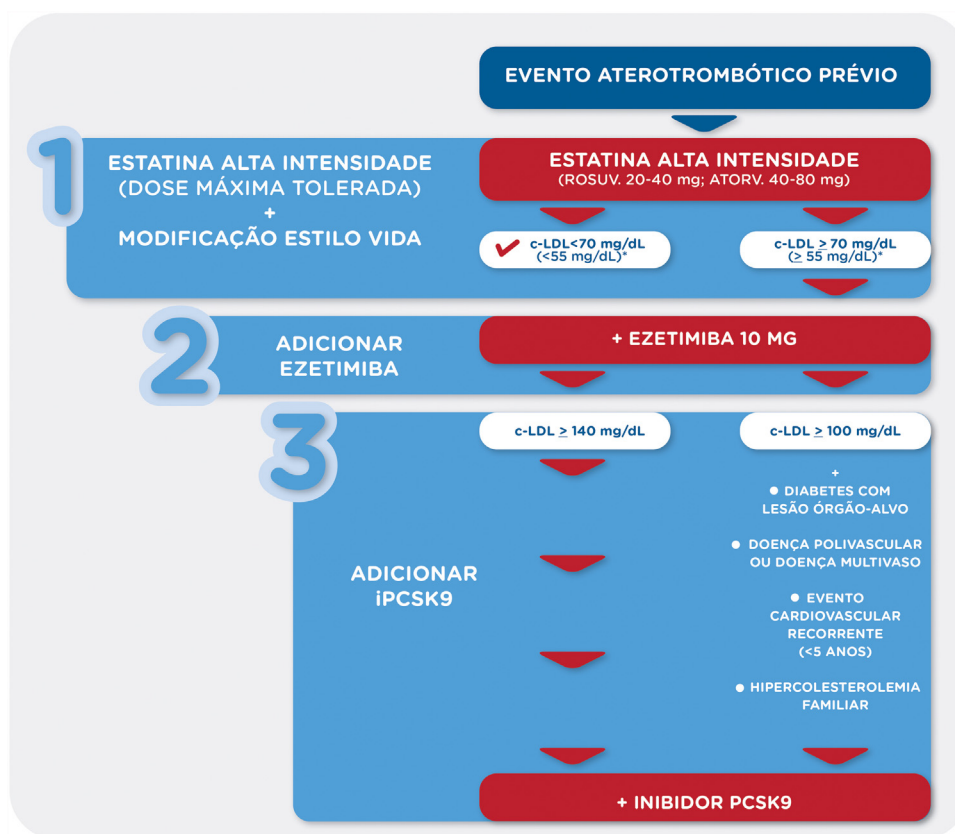 EVENTO ATEROTROMBÓTICO PRÉVIO
1
ESTATINA ALTA INTENSIDADE
(DOSE MÁXIMA TOLERADA)
+
MODIFICAÇÃO ESTILO VIDA
ESTATINA ALTA INTENSIDADE
(ROSUV. 20-40 mg; ATORV. 40-80 mg)
c-LDL<70 mg/dL
(<55 mg/dL)*
c-LDL ≥ 70 mg/dL
(≥ 55 mg/dL)*
2
ADICIONAR
EZETIMIBA
+ EZETIMIBA 10 MG
3
ADICIONAR
iPCSK9
c-LDL ≥ 140 mg/dL
c-LDL ≥ 100 mg/dL
+
● DIABETES COM
LESÃO ÓRGÃO-ALVO
● DOENÇA POLIVASCULAR
OU DOENÇA MULTIVASO
● EVENTO
CARDIOVASCULAR
RECORRENTE
(<5 ANOS)
● HIPERCOLESTEROLEMIA
FAMILIAR
+ INIBIDOR PCSK9